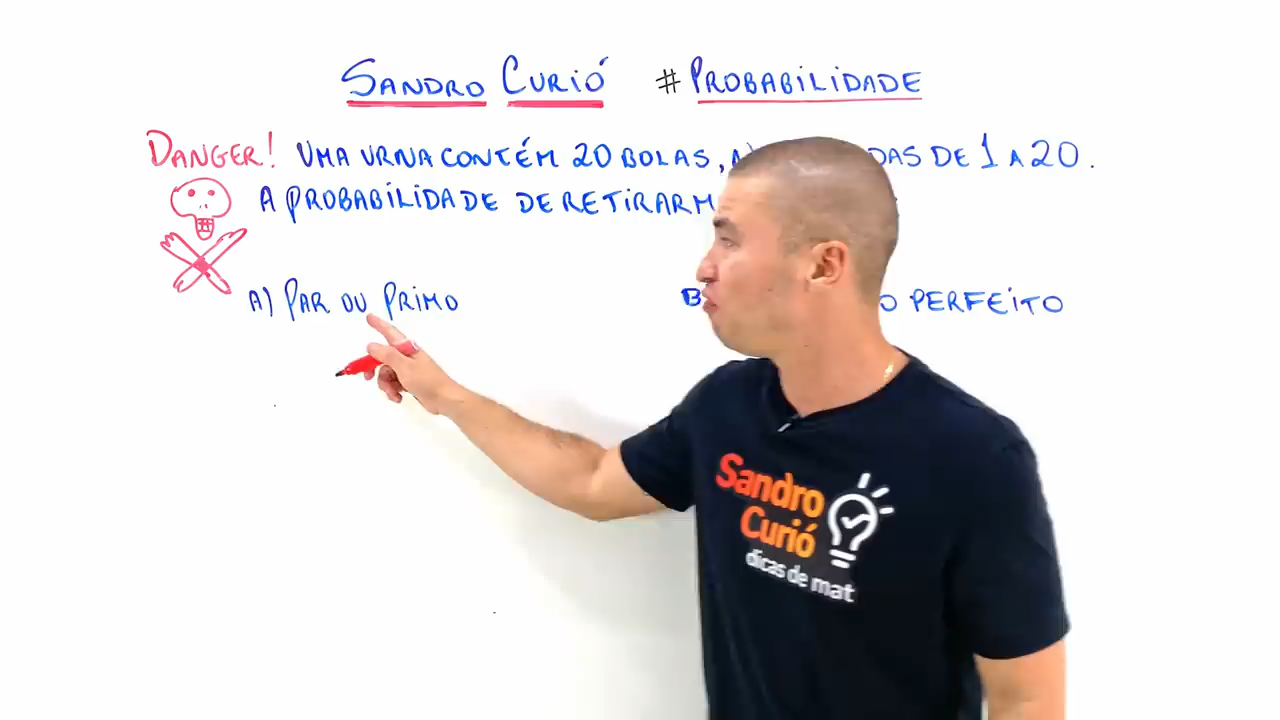 SANDRO CURIÓ #PROBABILIDADE
DANGER! UMA URNA CONTÉM 20 BOLAS, DE 1 A 20.
A PROBABILIDADE DE RETIRARM
A) PAR OU PRIMO
B PERFEITO
Sandro
Curió
dicas de mat